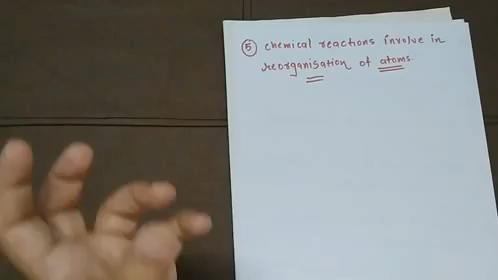 ⑤ chemical reactions involve in
reorganisation of atoms.